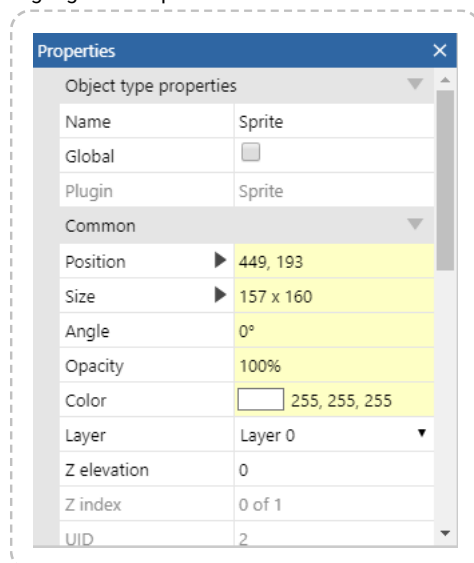 Properties
Object type properties
Name Sprite
Global
Plugin Sprite
Common
Position 449, 193
Size 157 x 160
Angle 0°
Opacity 100%
Color 255, 255, 255
Layer Layer 0
Z elevation 0
Z index 0 of 1
UID 2